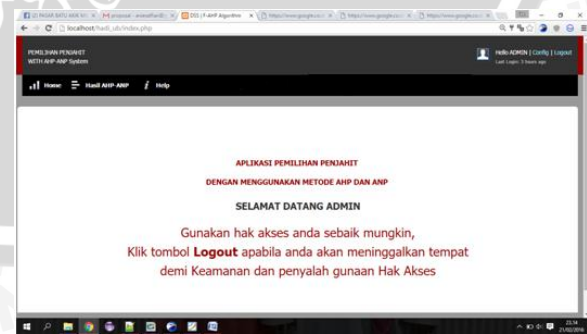 DSS | F-AHP Algorithm
localhost/hadi_ub/index.php
PEMILIHAN PENJAHIT
WITH AHP-ANP System
Hello ADMIN | Config | Logout
Last Login: 3 hours ago
Home
Hasil AHP-ANP
Help
APLIKASI PEMILIHAN PENJAHIT
DENGAN MENGGUNAKAN METODE AHP DAN ANP
SELAMAT DATANG ADMIN
Gunakan hak akses anda sebaik mungkin,
Klik tombol Logout apabila anda akan meninggalkan tempat
demi Keamanan dan penyalah gunaan Hak Akses